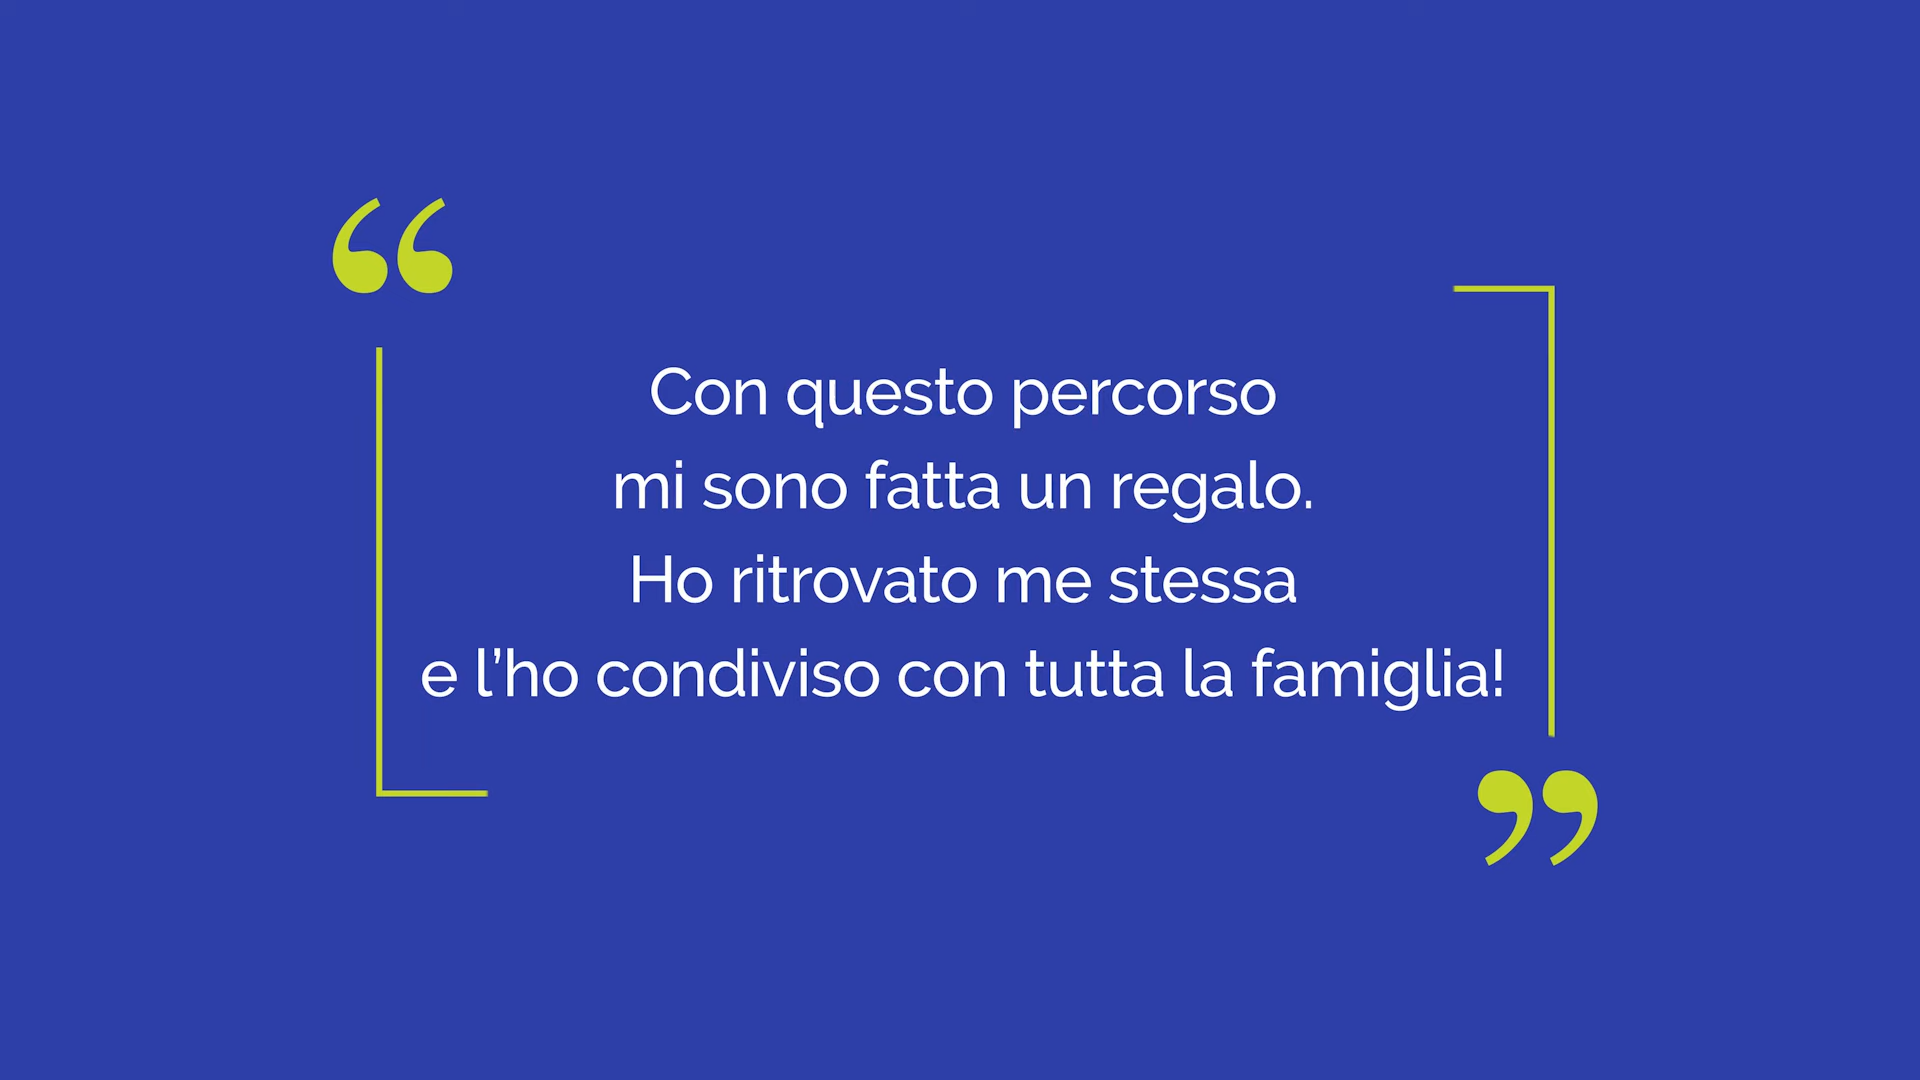 “
Con questo percorso
mi sono fatta un regalo.
Ho ritrovato me stessa
e l’ho condiviso con tutta la famiglia!
”